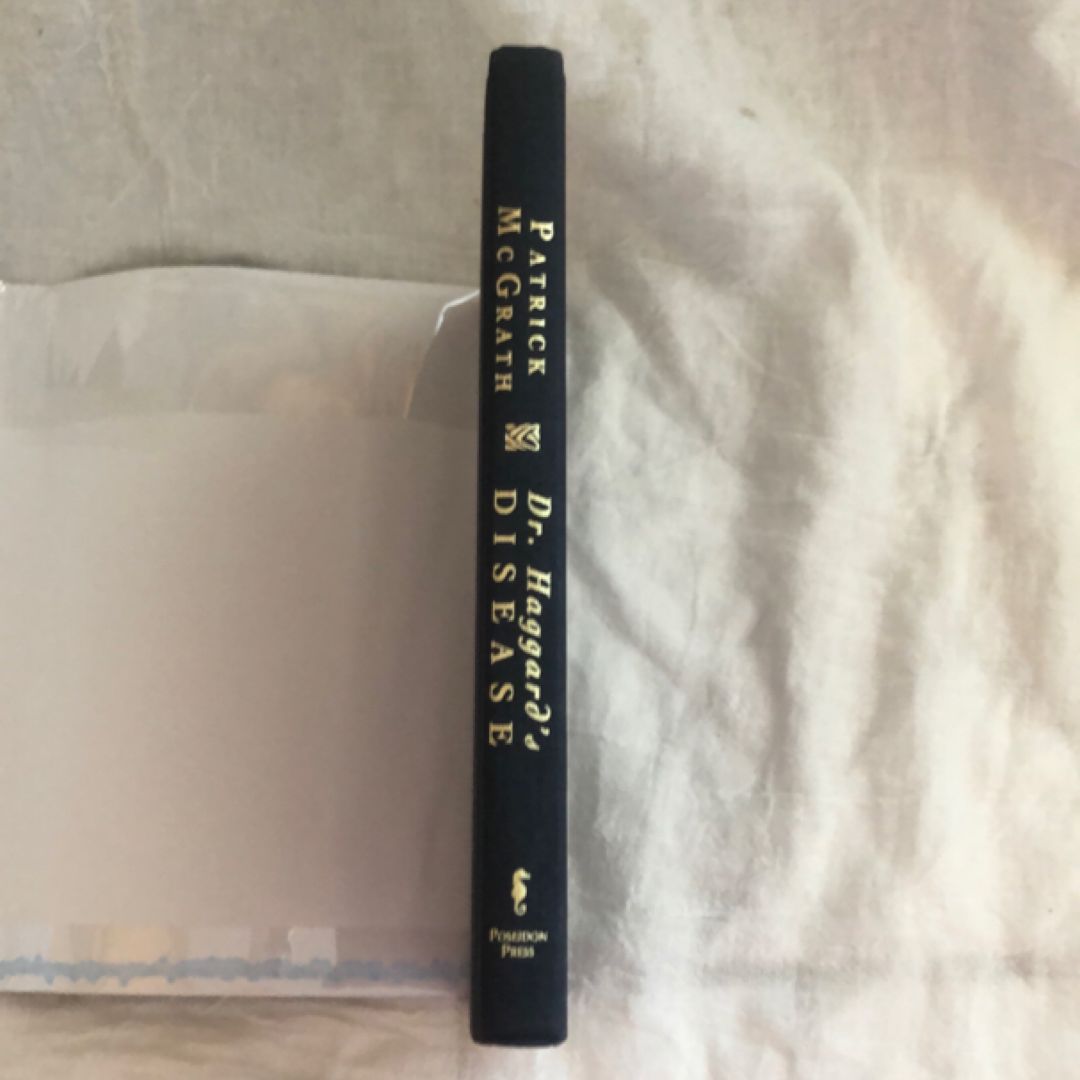 PATRICK
MCGRATH
Dr. Haggard's
DISEASE
POSEIDON
PRESS